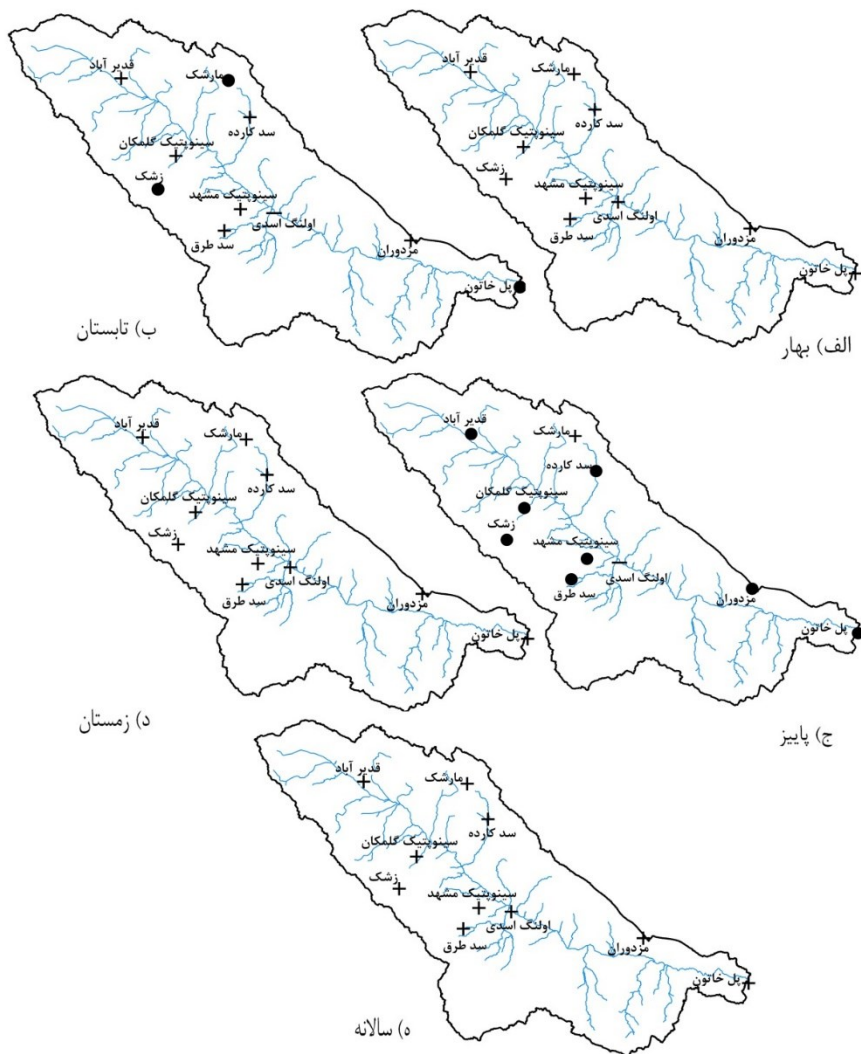 قدیر آباد
مارشک
سد کارده
سینوپتیک گلمکان
زشک
سینوپتیک مشهد
اولنگ اسدی
سد طرق
مزدوران
پل خاتون
الف) بهار
قدیر آباد
مارشک
سد کارده
سینوپتیک گلمکان
زشک
سینوپتیک مشهد
اولنگ اسدی
سد طرق
مزدوران
پل خاتون
ب) تابستان
قدیر آباد
مارشک
سد کارده
سینوپتیک گلمکان
زشک
سینوپتیک مشهد
اولنگ اسدی
سد طرق
مزدوران
پل خاتون
ج) پاییز
قدیر آباد
مارشک
سد کارده
سینوپتیک گلمکان
زشک
سینوپتیک مشهد
اولنگ اسدی
سد طرق
مزدوران
پل خاتون
د) زمستان
قدیر آباد
مارشک
سد کارده
سینوپتیک گلمکان
زشک
سینوپتیک مشهد
اولنگ اسدی
سد طرق
مزدوران
پل خاتون
ه) سالانه